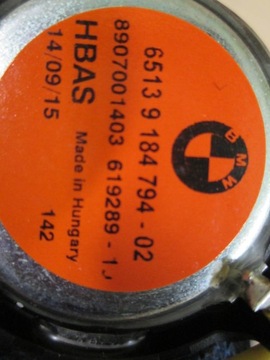 BMW
6513 9 184 794 - 02
8907001403 619289 - 1J
HBAS Made in Hungary
14/09/15 142